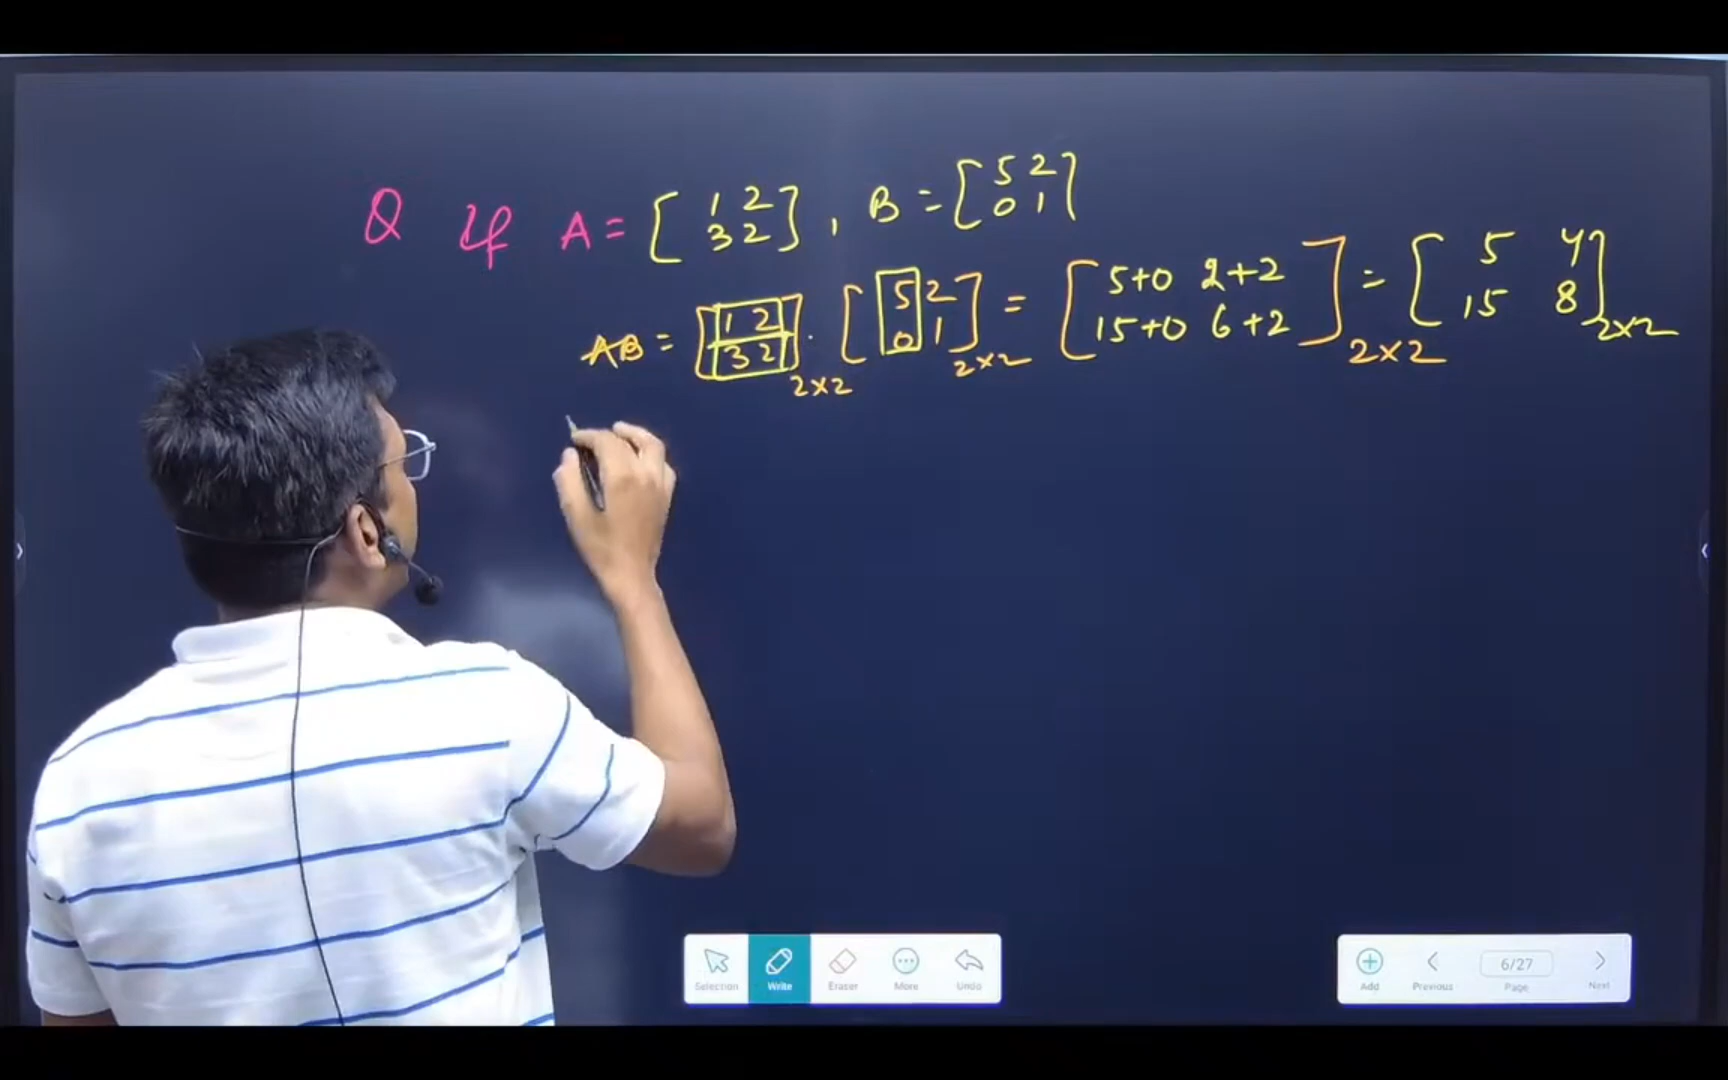 Q If A = [ 1 2 ] , B = [ 5 2 ]
3 2 0 1
AB = [ 1 2 ] . [ 5 2 ] = [ 5+0 2+2 ] = [ 5 4 ]
3 2 0 1 15+0 6+2 15 8
2×2 2×2 2×2 2×2
Selection Write Eraser More Undo
Add Previous 6/27 Page Next